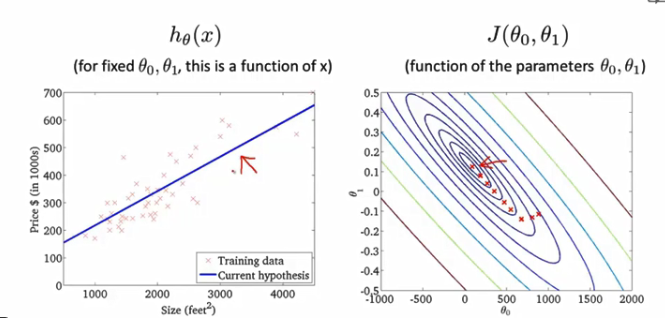 hθ(x)
(for fixed θ₀, θ₁, this is a function of x)
700
600
500
400
300
200
100
0
Price $ (in 1000s)
1000 2000 3000 4000
Size (feet²)
Training data
Current hypothesis
J(θ₀, θ₁)
(function of the parameters θ₀, θ₁)
0.5
0.4
0.3
0.2
0.1
0
-0.1
-0.2
-0.3
-0.4
-0.5
θ₁
-1000 -500 0 500 1000 1500 2000
θ₀